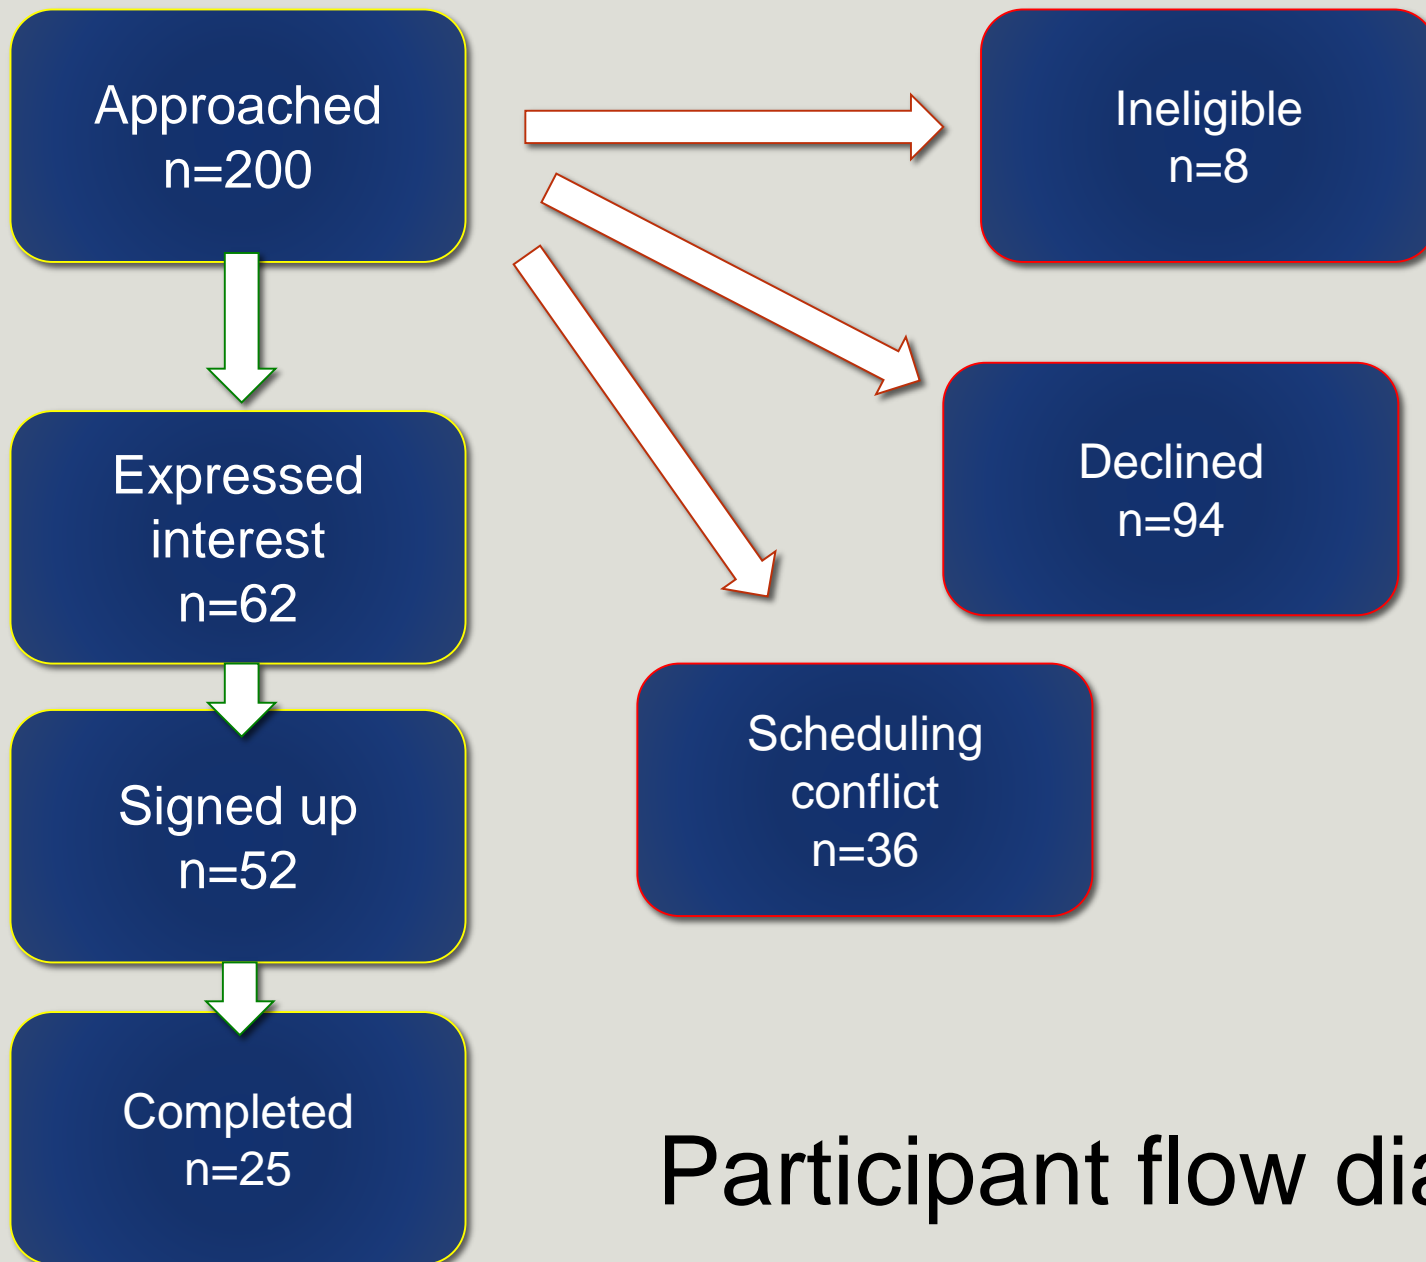 Approached
n=200
Ineligible
n=8
Expressed
interest
n=62
Declined
n=94
Signed up
n=52
Scheduling
conflict
n=36
Completed
n=25
Participant flow dia